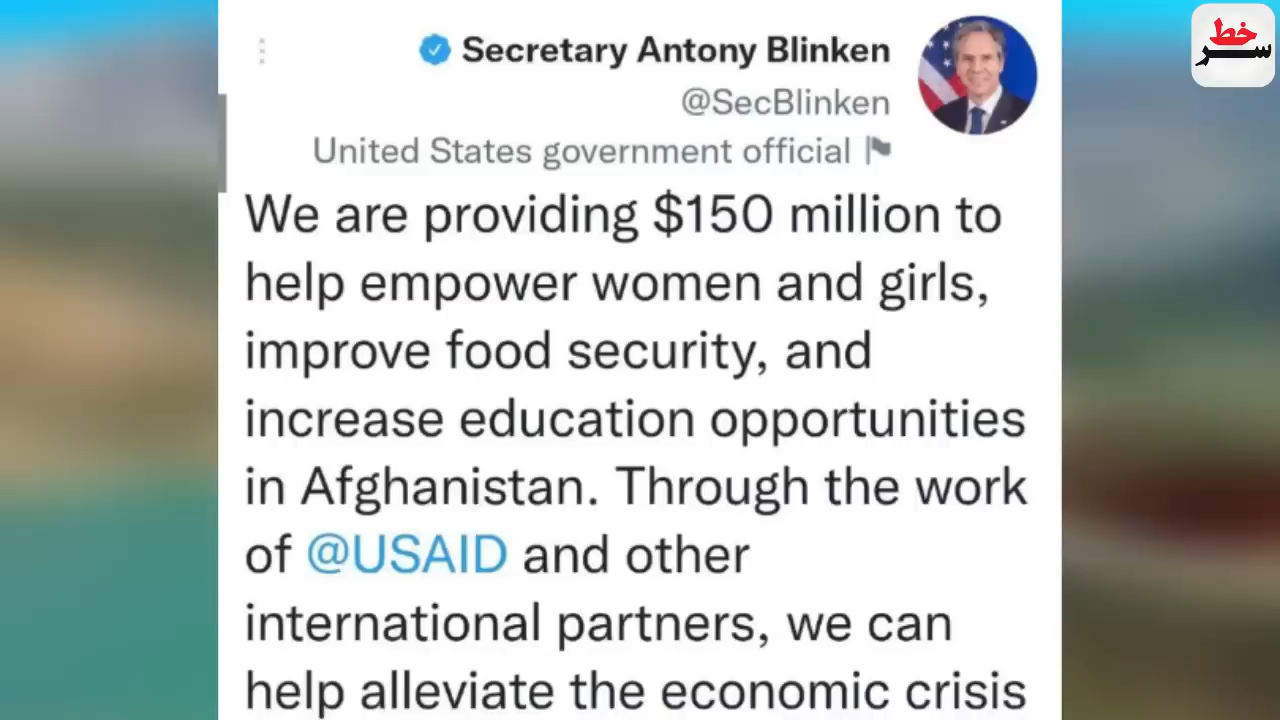 Secretary Antony Blinken
@SecBlinken
United States government official
We are providing $150 million to
help empower women and girls,
improve food security, and
increase education opportunities
in Afghanistan. Through the work
of @USAID and other
international partners, we can
help alleviate the economic crisis
خط
سر